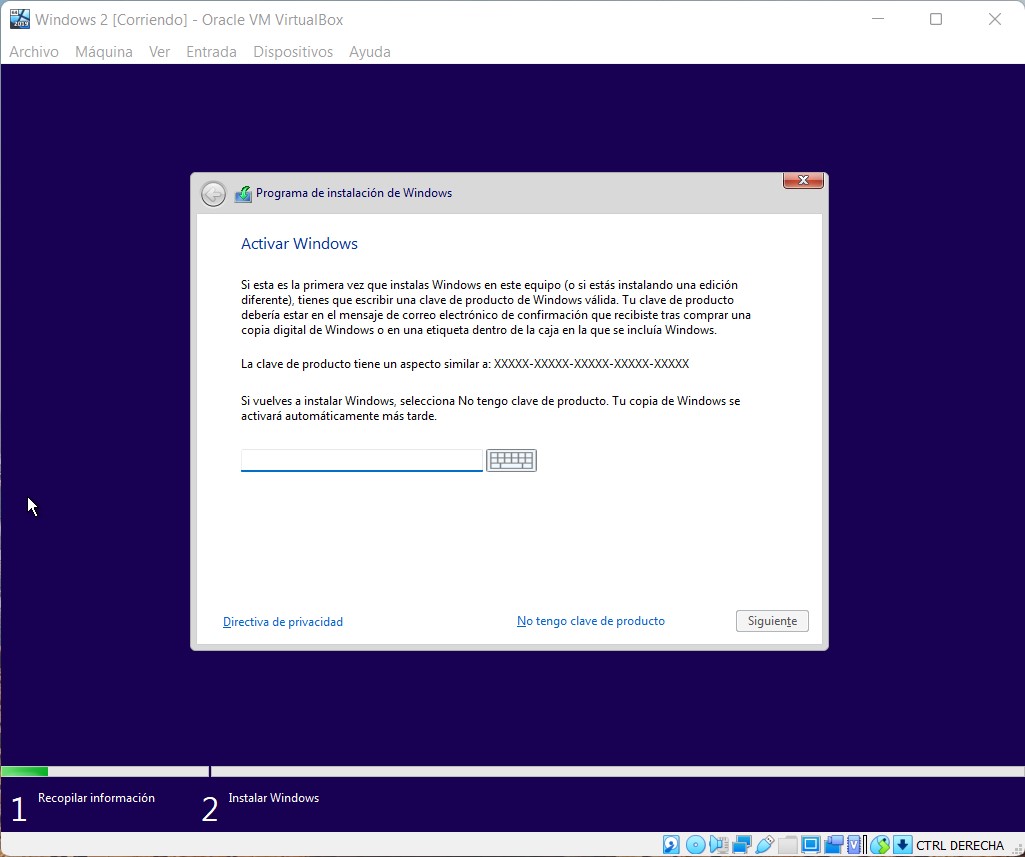 Windows 2 [Corriendo] - Oracle VM VirtualBox
Archivo Máquina Ver Entrada Dispositivos Ayuda
Programa de instalación de Windows
Activar Windows
Si esta es la primera vez que instalas Windows en este equipo (o si estás instalando una edición
diferente), tienes que escribir una clave de producto de Windows válida. Tu clave de producto
debería estar en el mensaje de correo electrónico de confirmación que recibiste tras comprar una
copia digital de Windows o en una etiqueta dentro de la caja en la que se incluía Windows.
La clave de producto tiene un aspecto similar a: XXXXX-XXXXX-XXXXX-XXXXX-XXXXX
Si vuelves a instalar Windows, selecciona No tengo clave de producto. Tu copia de Windows se
activará automáticamente más tarde.
Directiva de privacidad No tengo clave de producto Siguiente
1 Recopilar información 2 Instalar Windows
CTRL DERECHA